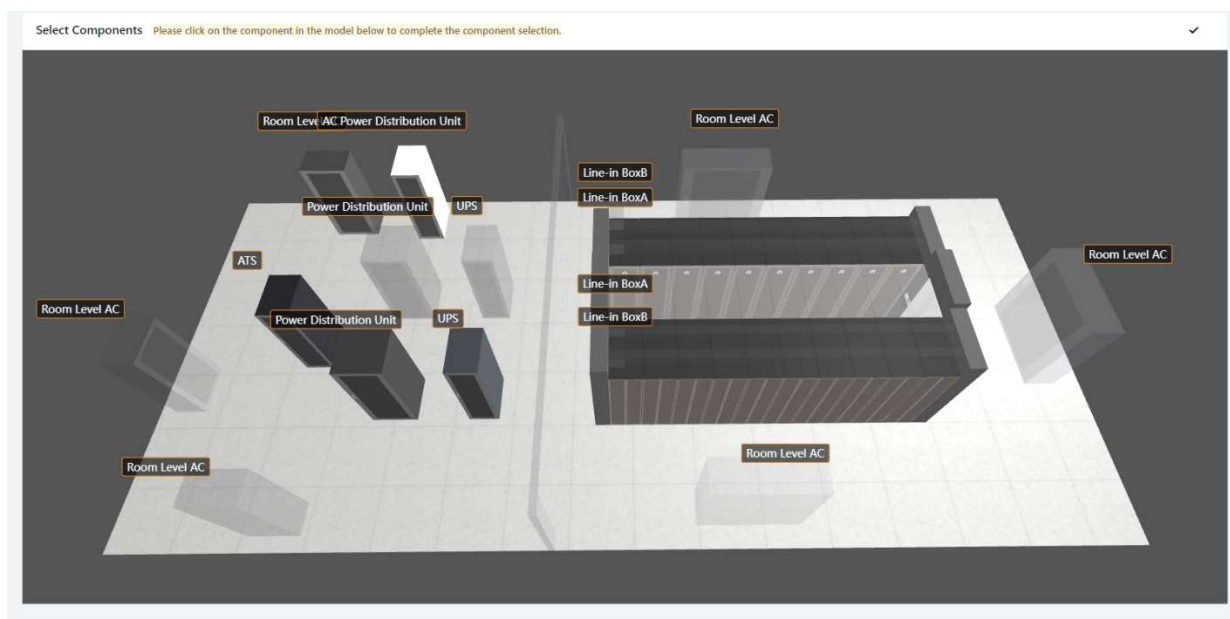 Select Components Please click on the component in the model below to complete the component selection.
Room Leve AC Power Distribution Unit
Room Level AC
Line-in BoxB
Line-in BoxA
Power Distribution Unit
UPS
ATS
Room Level AC
Line-in BoxA
Room Level AC
Power Distribution Unit
UPS
Line-in BoxB
Room Level AC
Room Level AC